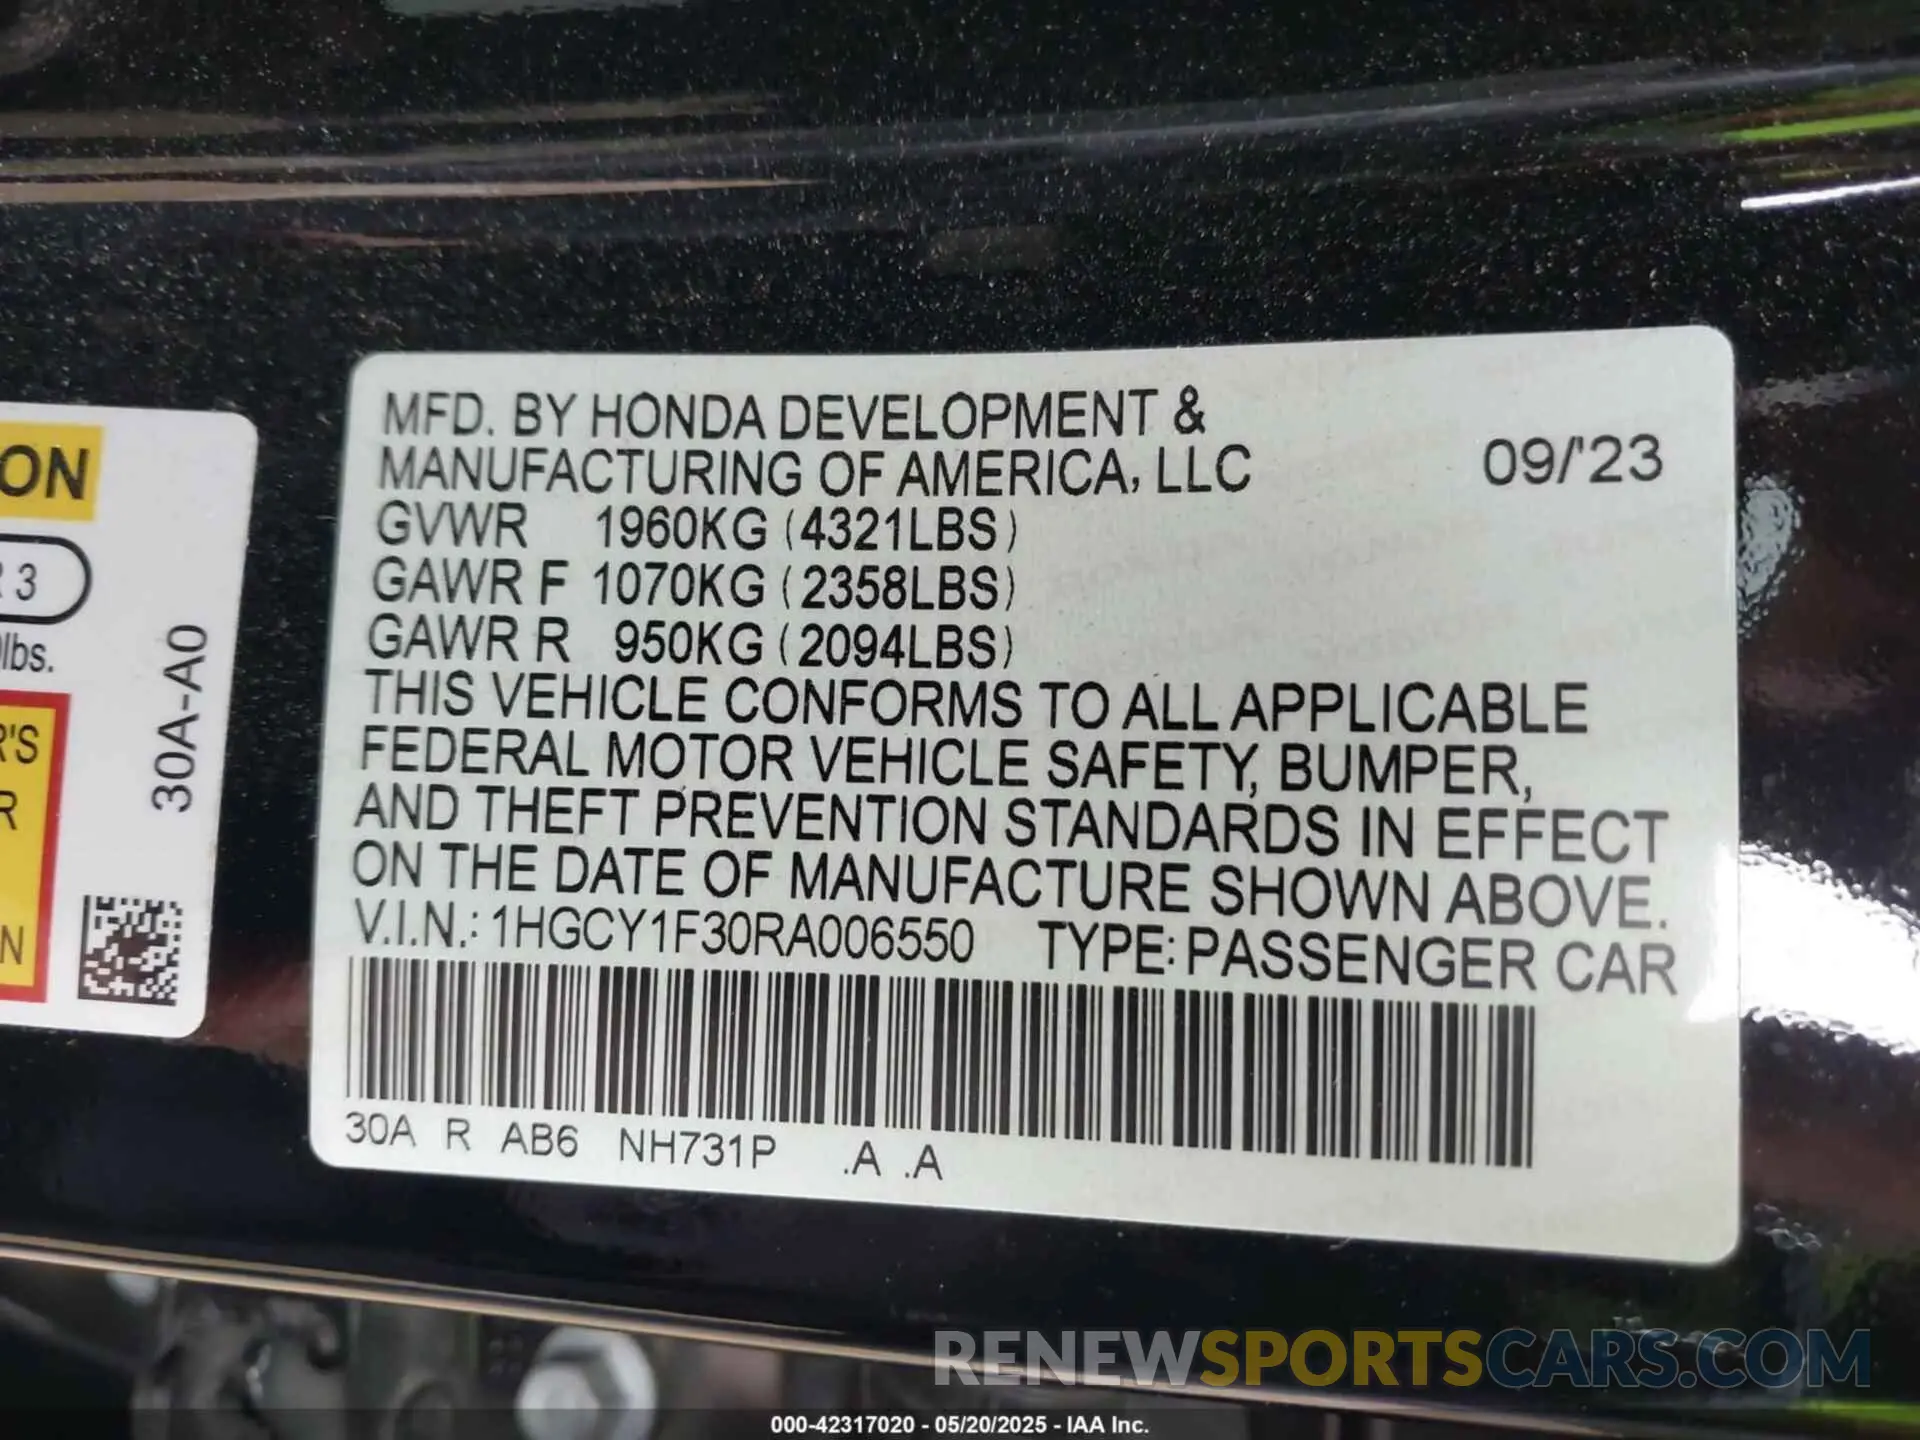 MFD. BY HONDA DEVELOPMENT &
MANUFACTURING OF AMERICA, LLC 09/'23
GVWR 1960KG (4321LBS)
GAWR F 1070KG (2358LBS)
GAWR R 950KG (2094LBS)
THIS VEHICLE CONFORMS TO ALL APPLICABLE
FEDERAL MOTOR VEHICLE SAFETY, BUMPER,
AND THEFT PREVENTION STANDARDS IN EFFECT
ON THE DATE OF MANUFACTURE SHOWN ABOVE.
V.I.N.: 1HGCY1F30RA006550 TYPE: PASSENGER CAR
30A R AB6 NH731P .A .A
ON
R 3
lbs.
R'S
R
N
30A-A0
RENEWSPORTSCARS.COM
000-42317020 - 05/20/2025 - IAA Inc.